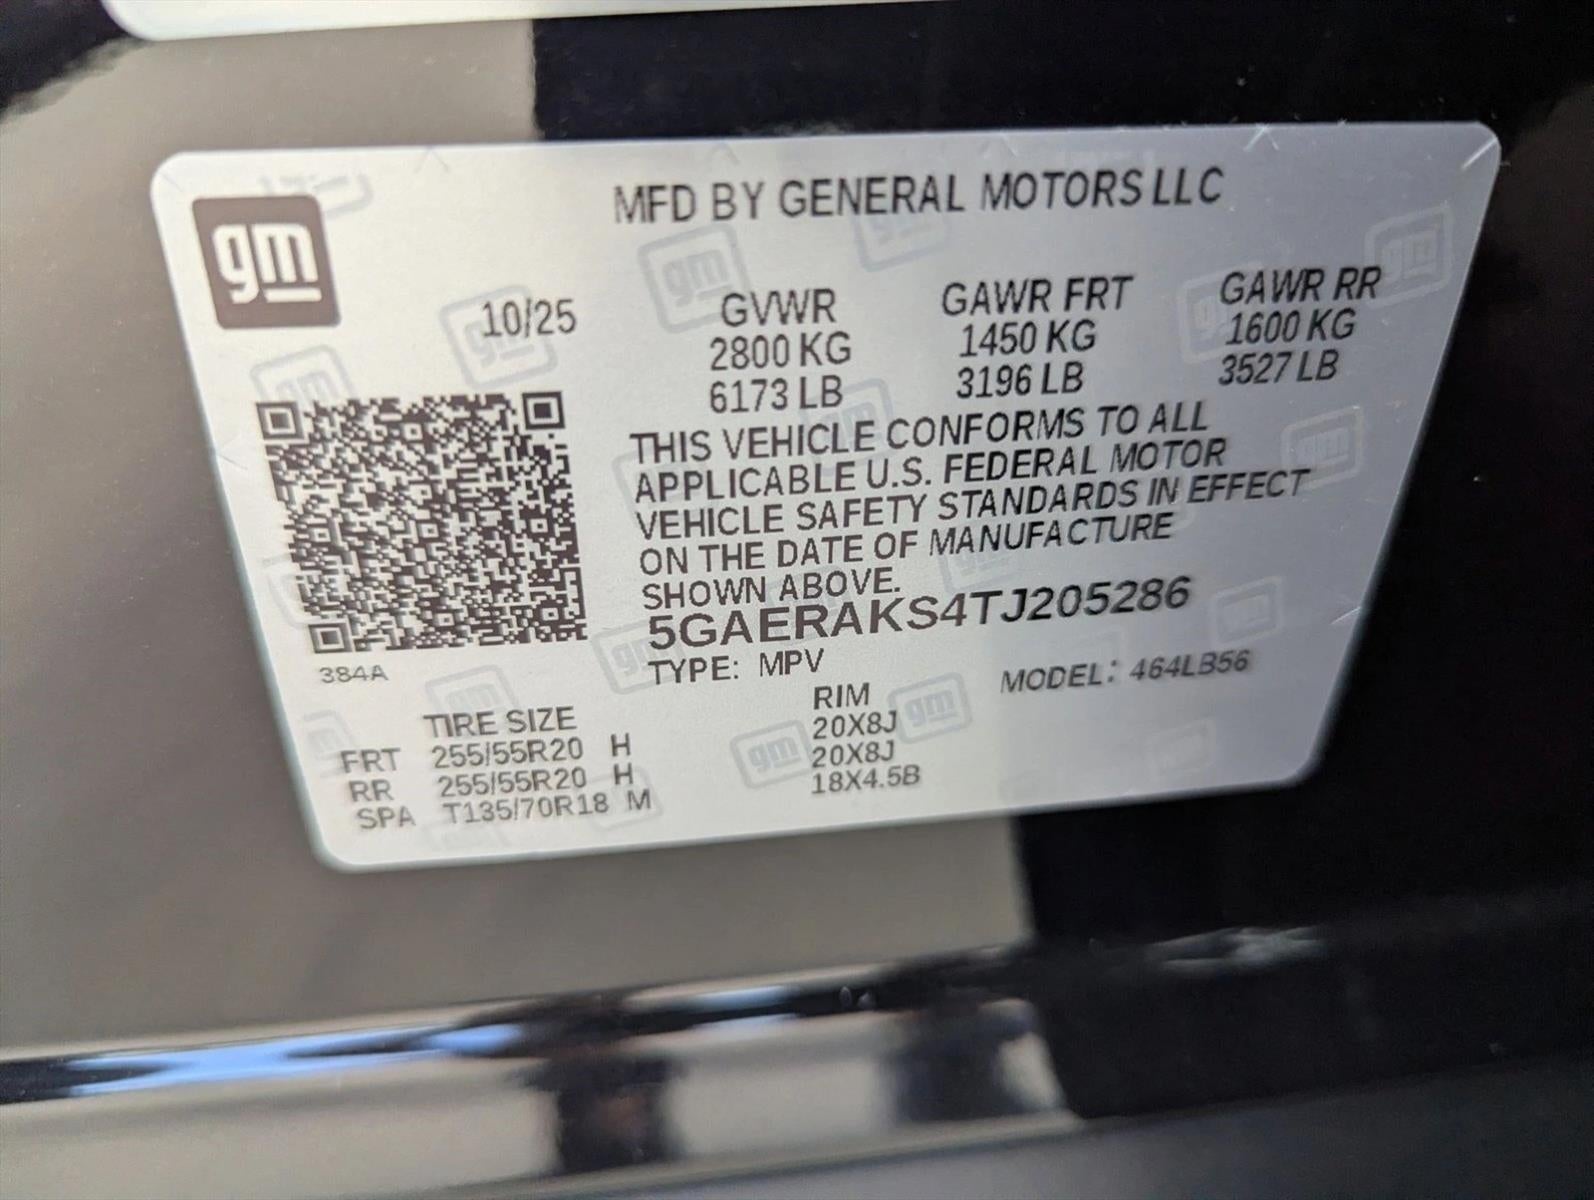 gm
MFD BY GENERAL MOTORS LLC
10/25
GVWR GAWR FRT GAWR RR
2800 KG 1450 KG 1600 KG
6173 LB 3196 LB 3527 LB
THIS VEHICLE CONFORMS TO ALL
APPLICABLE U.S. FEDERAL MOTOR
VEHICLE SAFETY STANDARDS IN EFFECT
ON THE DATE OF MANUFACTURE
SHOWN ABOVE.
5GAERAKS4TJ205286
384A
TYPE: MPV MODEL: 464LB56
TIRE SIZE RIM
FRT 255/55R20 H 20X8J
RR 255/55R20 H 20X8J
SPA T135/70R18 M 18X4.5B